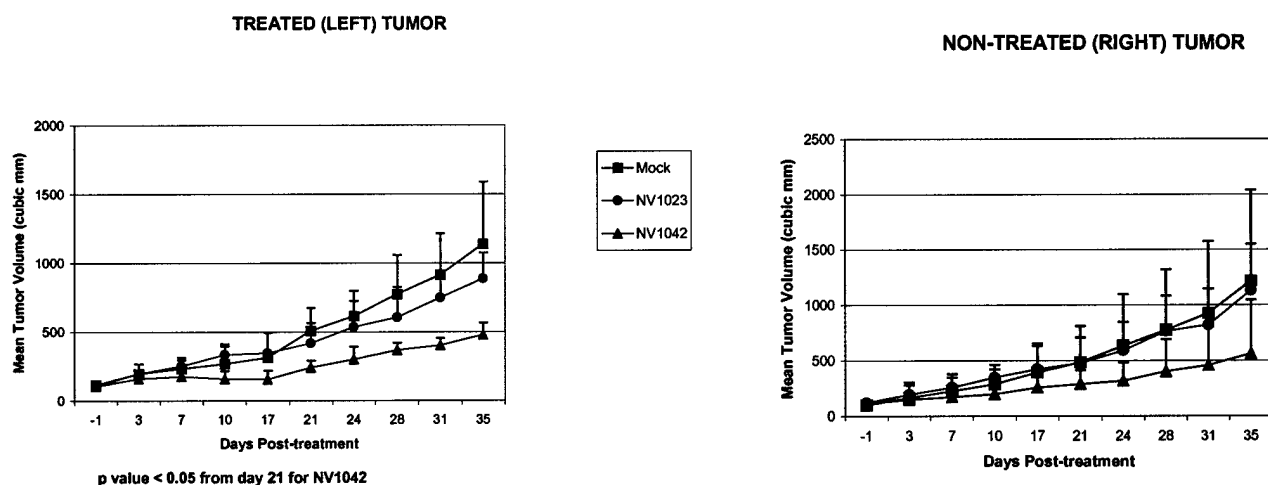 TREATED (LEFT) TUMOR
Mean Tumor Volume (cubic mm)
2000
1500
1000
500
0
-1 3 7 10 17 21 24 28 31 35
Days Post-treatment
p value < 0.05 from day 21 for NV1042
Mock
NV1023
NV1042
NON-TREATED (RIGHT) TUMOR
Mean Tumor Volume (cubic mm)
2500
2000
1500
1000
500
0
-1 3 7 10 17 21 24 28 31 35
Days Post-treatment